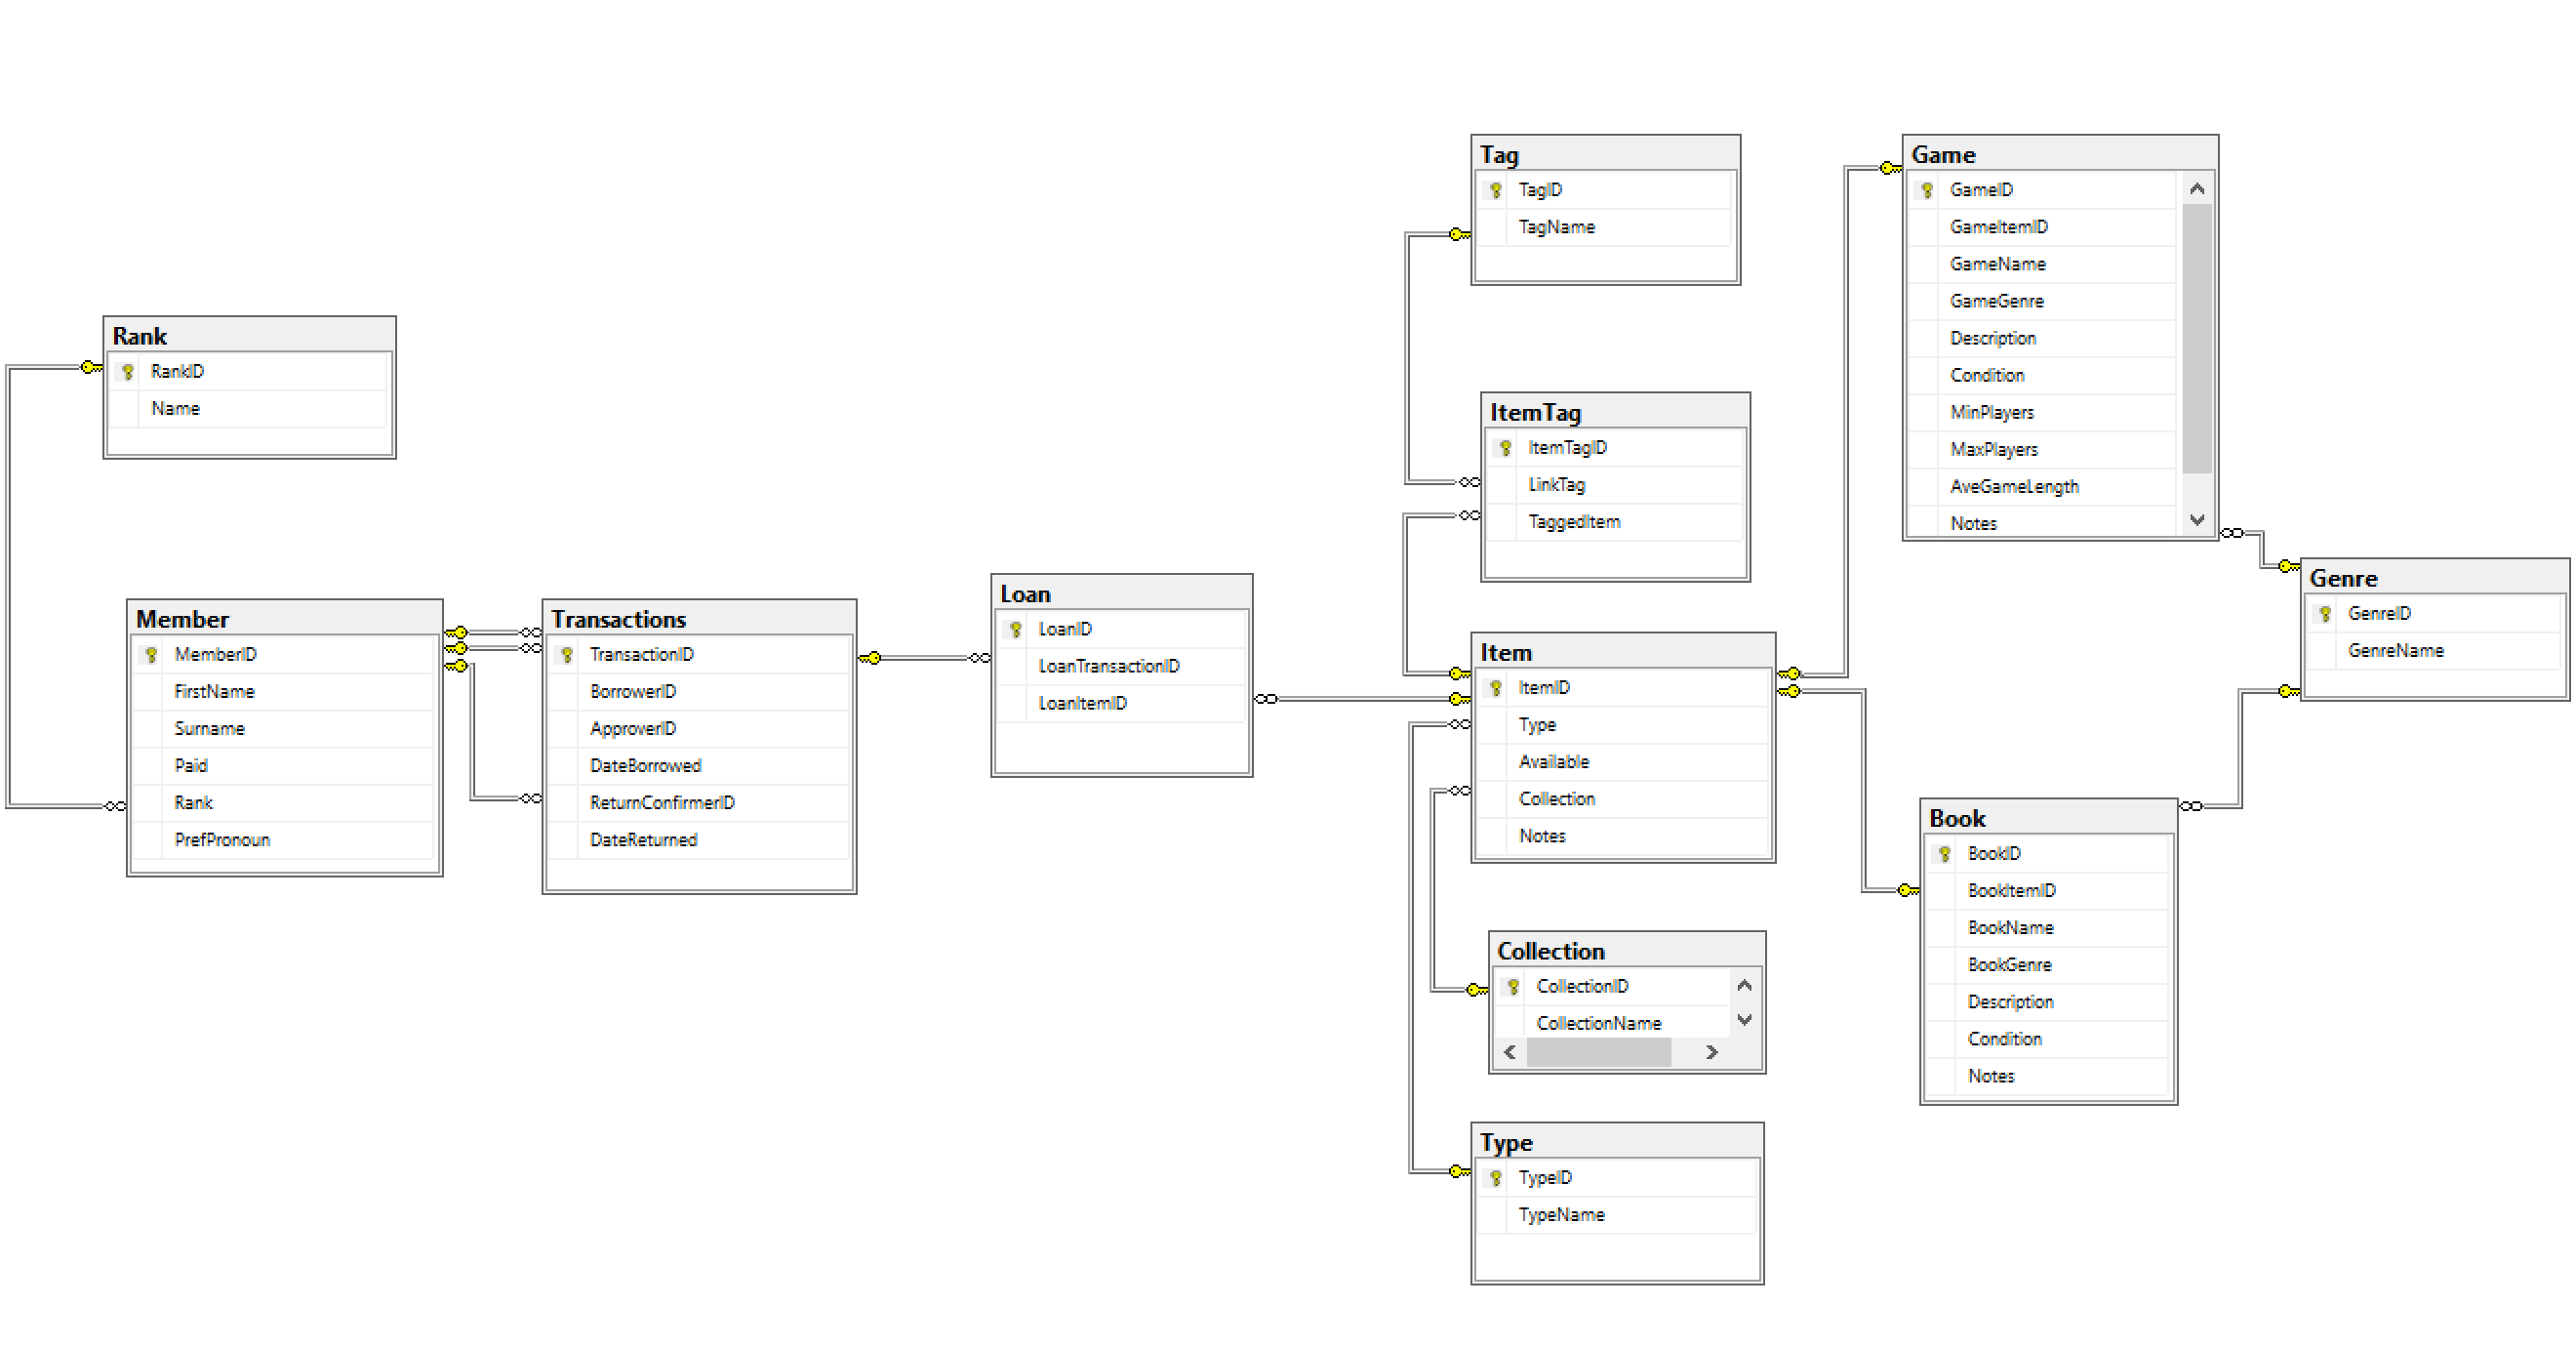 Rank
RankID
Name
Member
MemberID
FirstName
Surname
Paid
Rank
PrefPronoun
Transactions
TransactionID
BorrowerID
ApproverID
DateBorrowed
ReturnConfirmerID
DateReturned
Loan
LoanID
LoanTransactionID
LoanItemID
Tag
TagID
TagName
ItemTag
ItemTagID
LinkTag
TaggedItem
Item
ItemID
Type
Available
Collection
Notes
Collection
CollectionID
CollectionName
Type
TypeID
TypeName
Game
GameID
GameItemID
GameName
GameGenre
Description
Condition
MinPlayers
MaxPlayers
AveGameLength
Notes
Genre
GenreID
GenreName
Book
BookID
BookItemID
BookName
BookGenre
Description
Condition
Notes